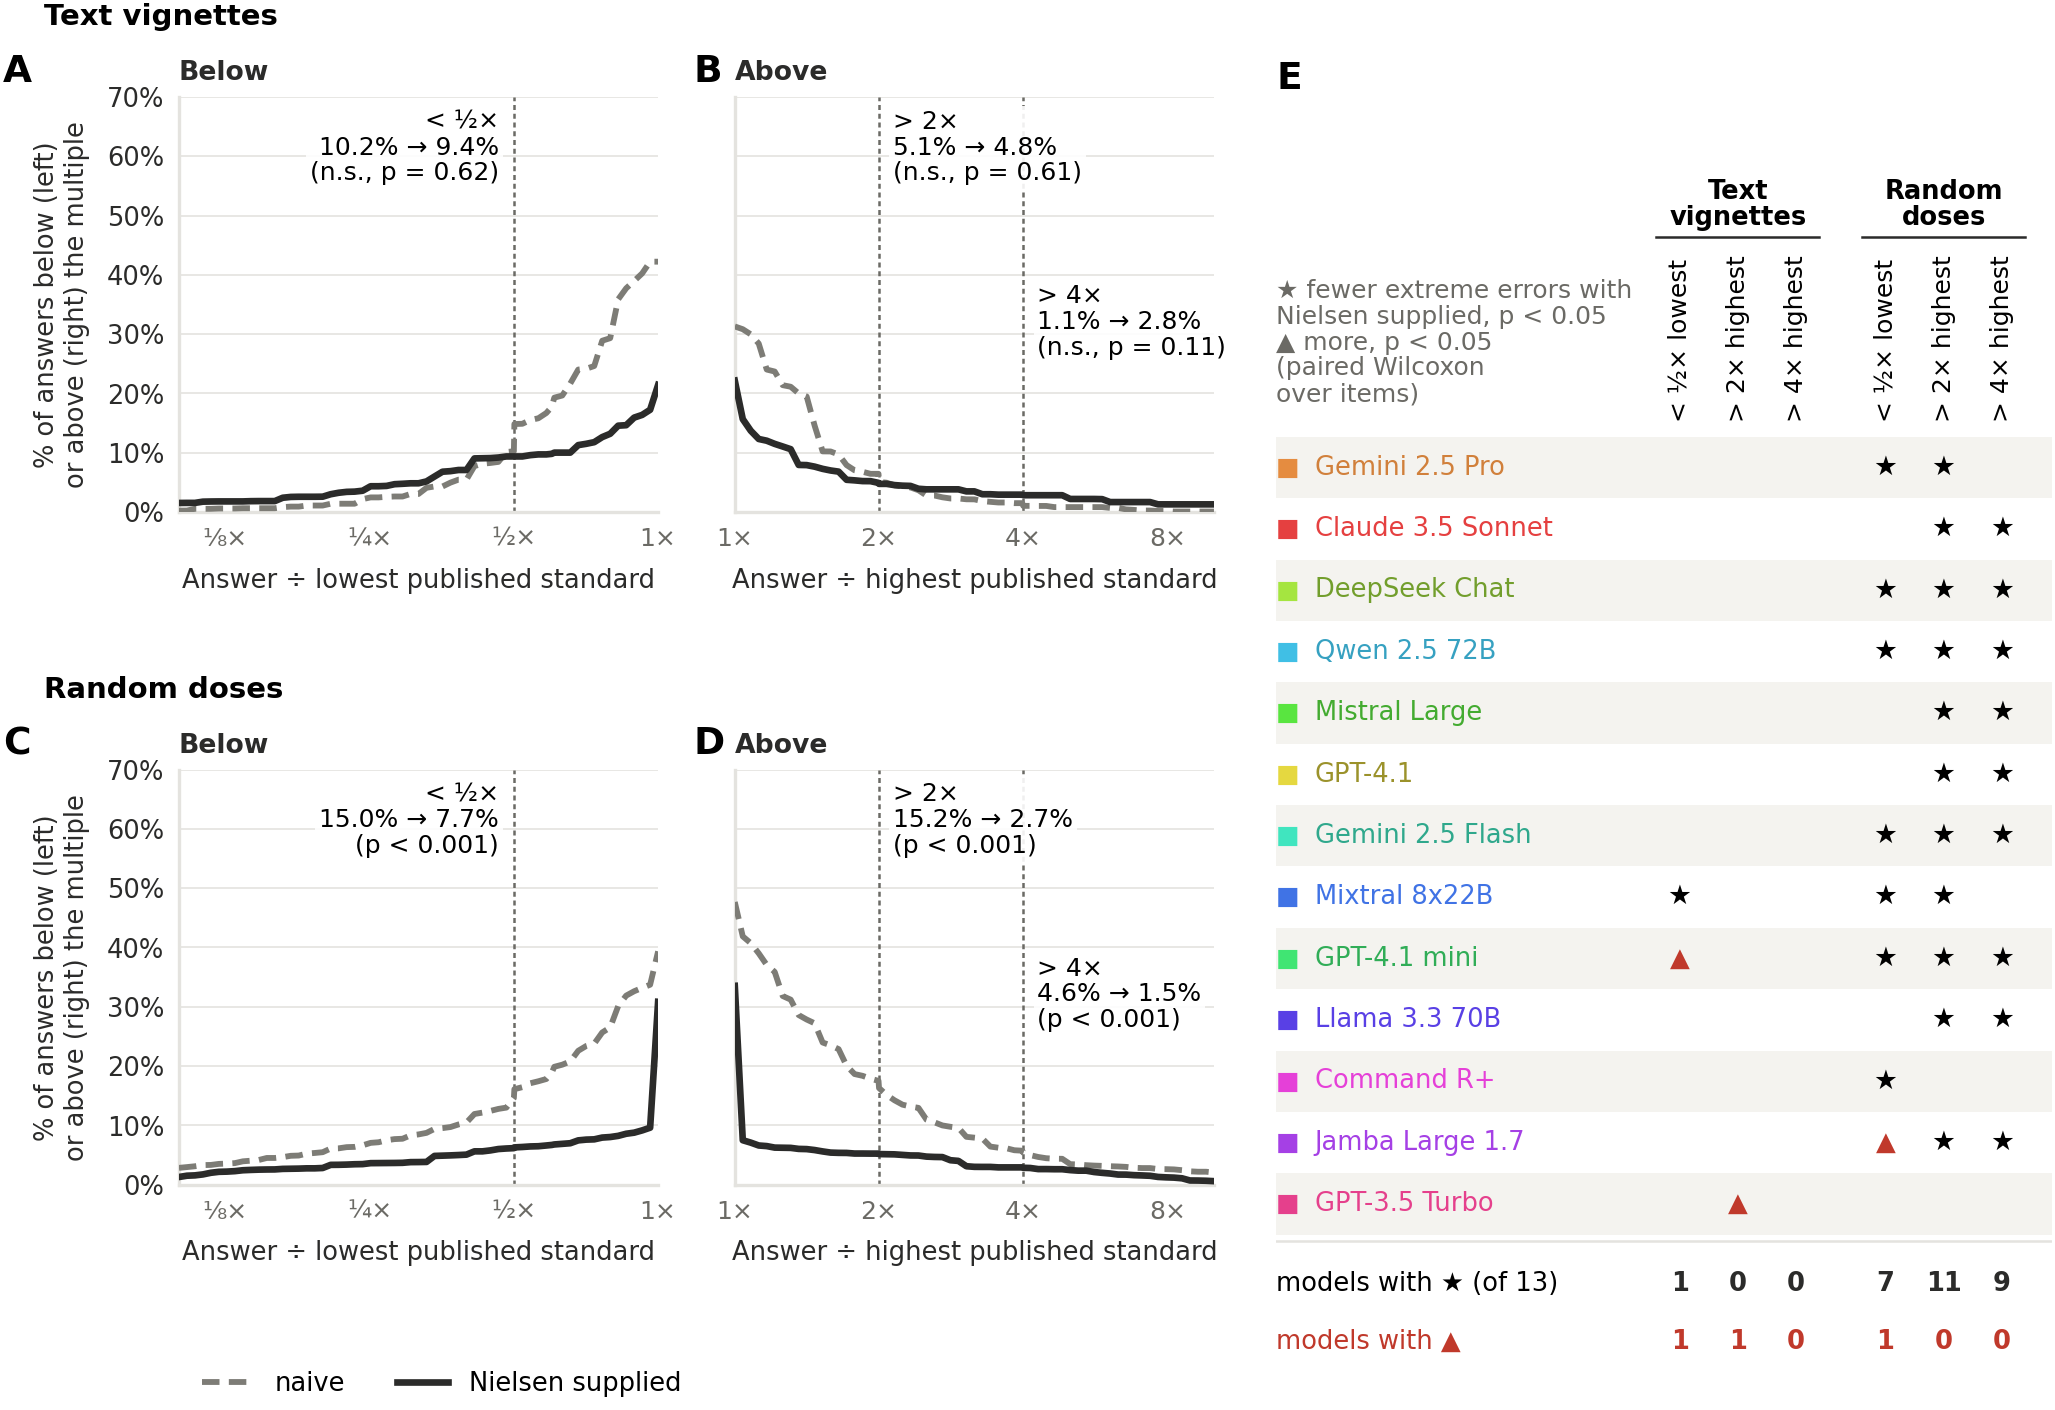 Text vignettes
A Below
% of answers below (left)
or above (right) the multiple
70%
60%
50%
40%
30%
20%
10%
0%
< ½×
10.2% → 9.4%
(n.s., p = 0.62)
⅛× ¼× ½× 1×
Answer ÷ lowest published standard
B Above
> 2×
5.1% → 4.8%
(n.s., p = 0.61)
> 4×
1.1% → 2.8%
(n.s., p = 0.11)
1× 2× 4× 8×
Answer ÷ highest published standard
Random doses
C Below
% of answers below (left)
or above (right) the multiple
70%
60%
50%
40%
30%
20%
10%
0%
< ½×
15.0% → 7.7%
(p < 0.001)
⅛× ¼× ½× 1×
Answer ÷ lowest published standard
D Above
> 2×
15.2% → 2.7%
(p < 0.001)
> 4×
4.6% → 1.5%
(p < 0.001)
1× 2× 4× 8×
Answer ÷ highest published standard
naive Nielsen supplied
E
Text
vignettes
Random
doses
★ fewer extreme errors with
Nielsen supplied, p < 0.05
▲ more, p < 0.05
(paired Wilcoxon
over items)
< ½× lowest
> 2× highest
> 4× highest
< ½× lowest
> 2× highest
> 4× highest
Gemini 2.5 Pro ★ ★
Claude 3.5 Sonnet ★ ★
DeepSeek Chat ★ ★ ★
Qwen 2.5 72B ★ ★ ★
Mistral Large ★ ★
GPT-4.1 ★ ★
Gemini 2.5 Flash ★ ★ ★
Mixtral 8x22B ★ ★ ★
GPT-4.1 mini ▲ ★ ★ ★
Llama 3.3 70B ★ ★
Command R+ ★
Jamba Large 1.7 ▲ ★ ★
GPT-3.5 Turbo ▲
models with ★ (of 13) 1 0 0 7 11 9
models with ▲ 1 1 0 1 0 0